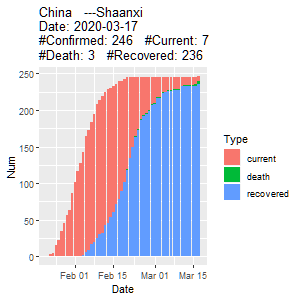 China   ---Shaanxi
Date: 2020-03-17
#Confirmed: 246   #Current: 7
#Death: 3   #Recovered: 236
250
200
150
100
50
0
Num
Feb 01
Feb 15
Mar 01
Mar 15
Date
Type
current
death
recovered